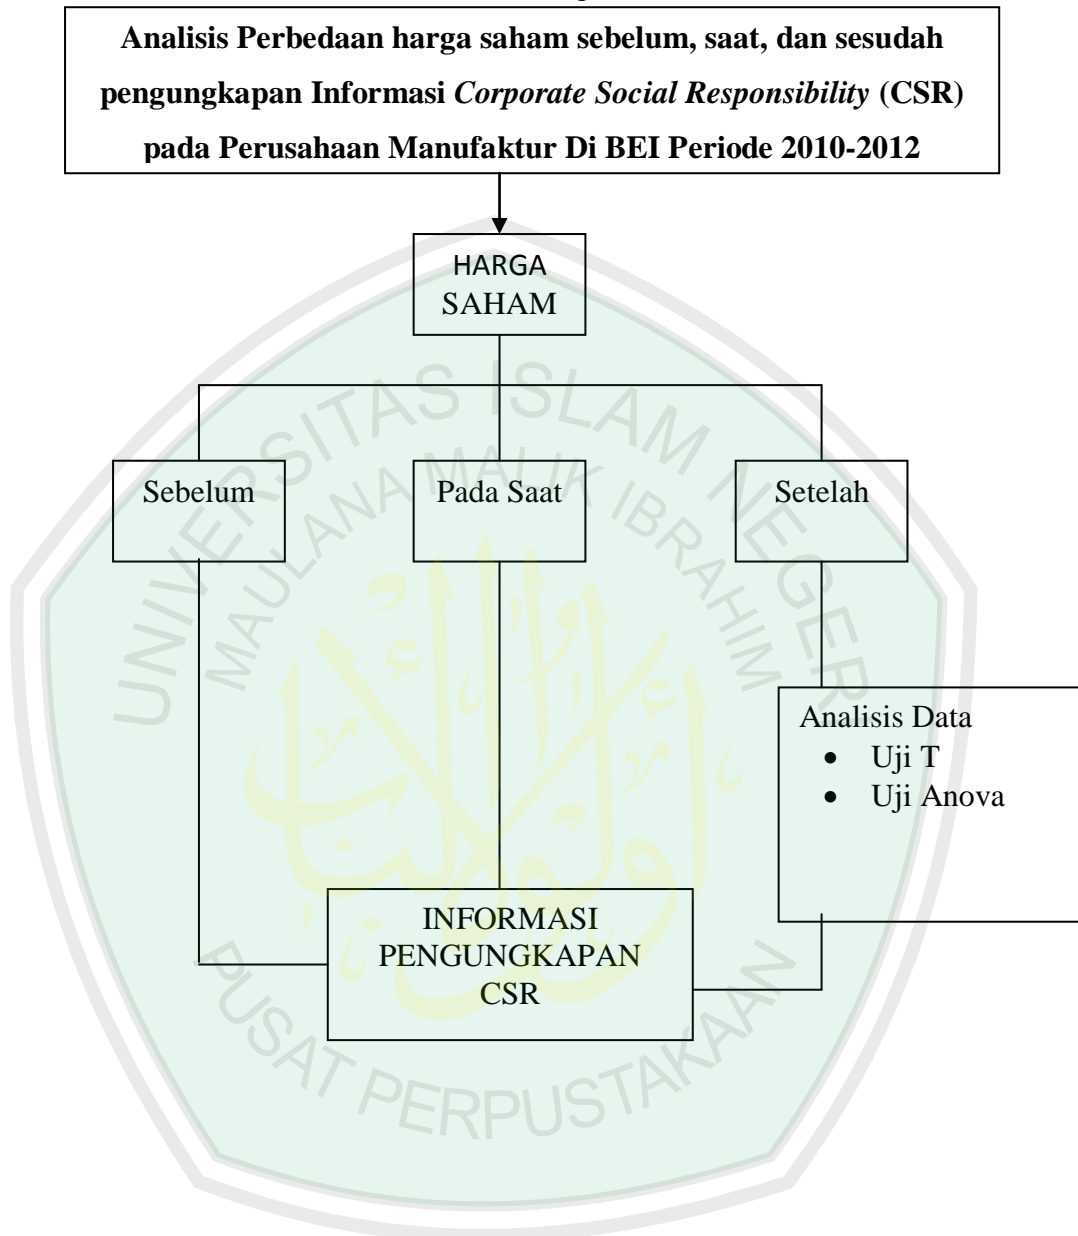 Analisis Perbedaan harga saham sebelum, saat, dan sesudah
pengungkapan Informasi Corporate Social Responsibility (CSR)
pada Perusahaan Manufaktur Di BEI Periode 2010-2012
HARGA
SAHAM
Sebelum
Pada Saat
Setelah
Analisis Data
• Uji T
• Uji Anova
INFORMASI
PENGUNGKAPAN
CSR
UNIVERSITAS ISLAM NEGERI
MAULANA MALIK IBRAHIM
PUSAT PERPUSTAKAAN